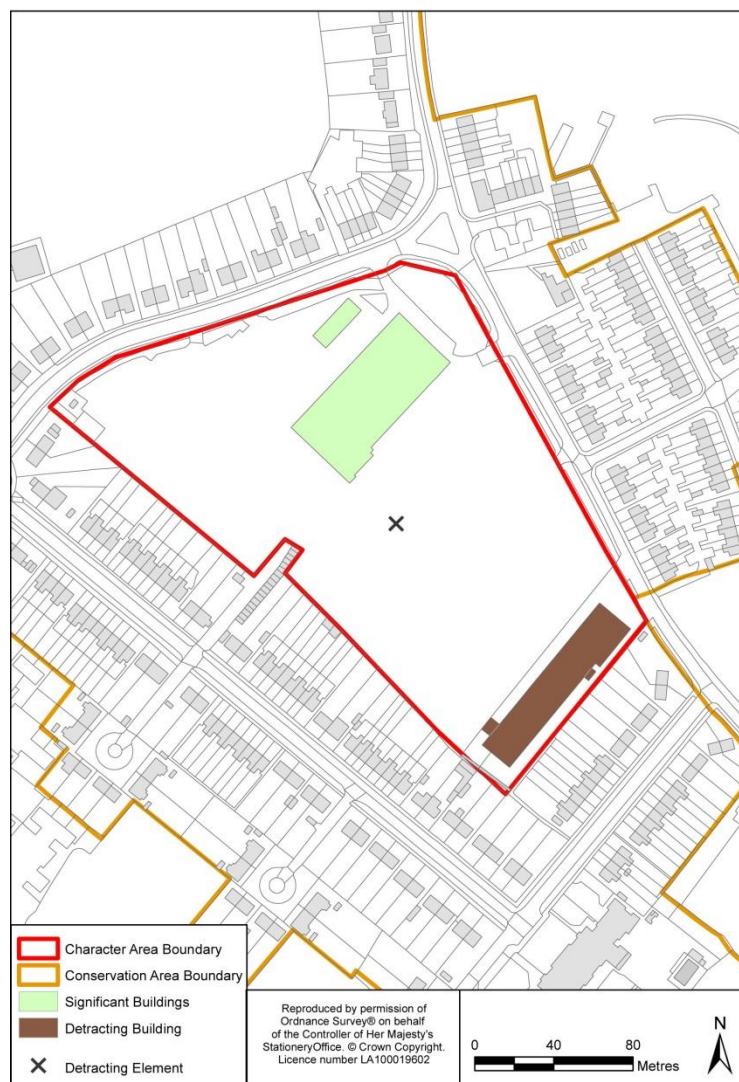 Character Area Boundary
Conservation Area Boundary
Significant Buildings
Detracting Building
Detracting Element
Reproduced by permission of
Ordnance Survey® on behalf
of the Controller of Her Majesty's
StationeryOffice. © Crown Copyright.
Licence number LA100019602
0 40 80
Metres
N